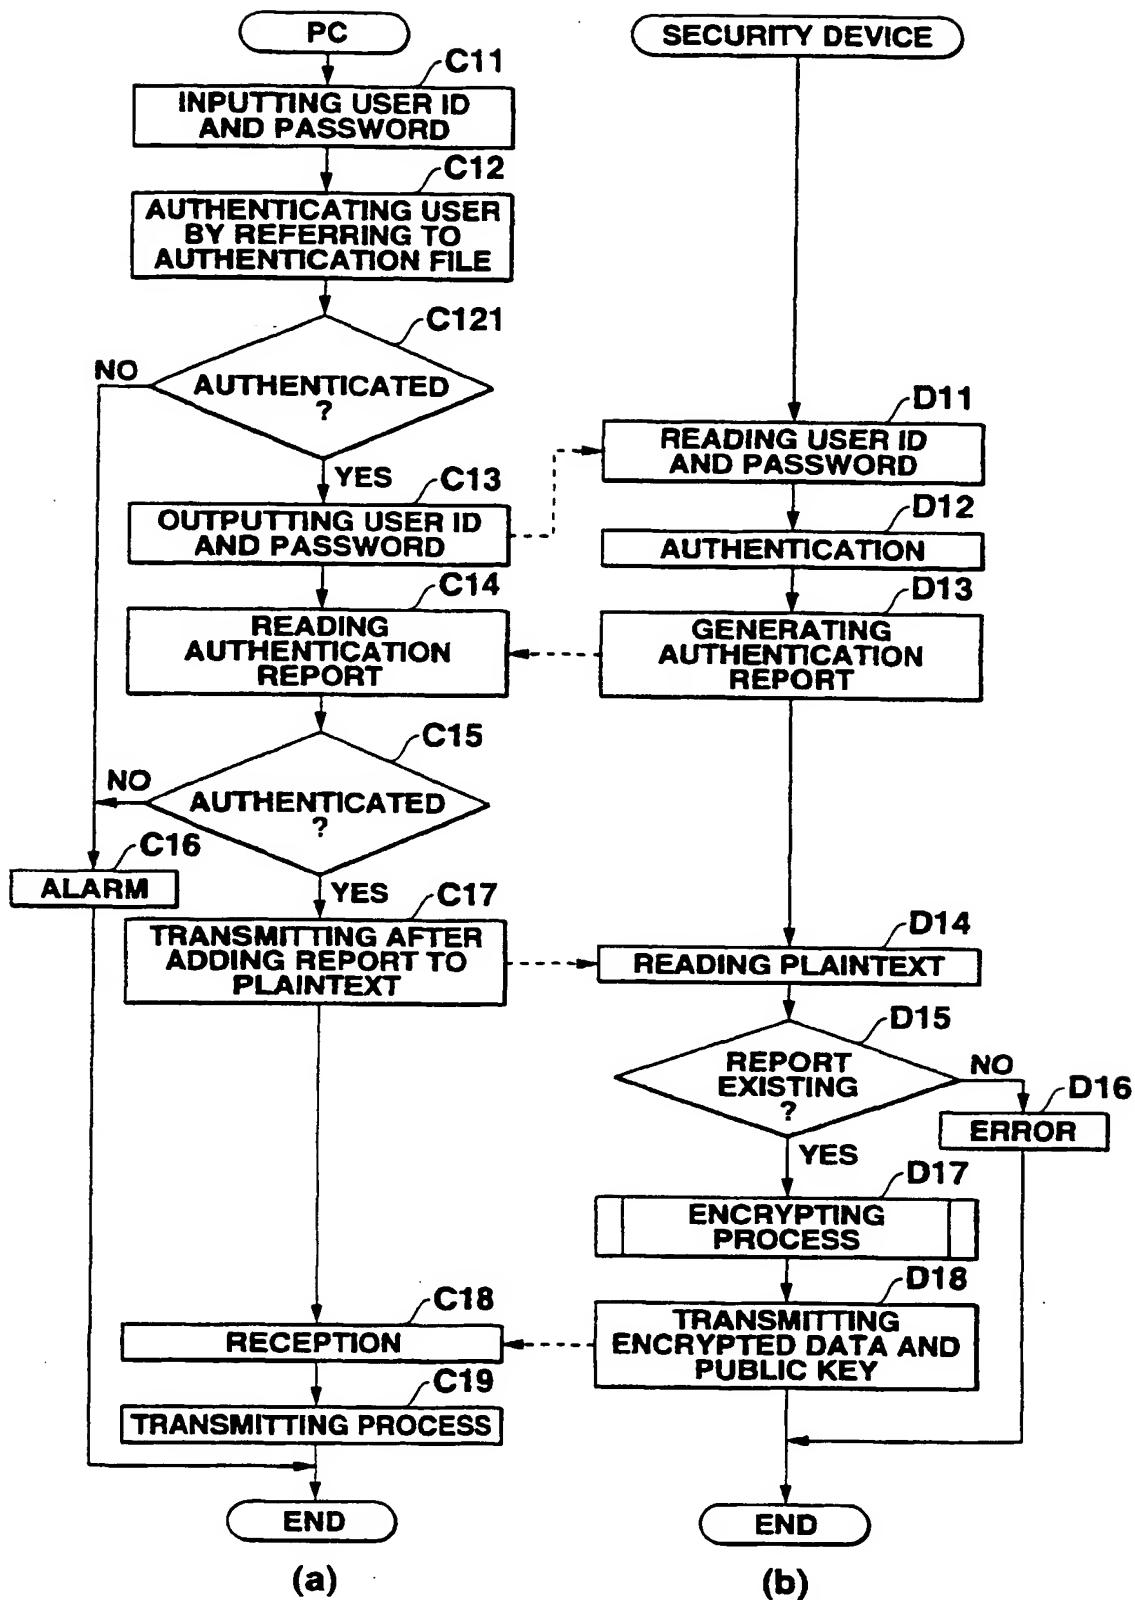 PC
C11
INPUTTING USER ID
AND PASSWORD
C12
AUTHENTICATING USER
BY REFERRING TO
AUTHENTICATION FILE
C121
NO
AUTHENTICATED
?
YES
C13
OUTPUTTING USER ID
AND PASSWORD
C14
READING
AUTHENTICATION
REPORT
C15
NO
AUTHENTICATED
?
C16
ALARM
YES
C17
TRANSMITTING AFTER
ADDING REPORT TO
PLAINTEXT
C18
RECEPTION
C19
TRANSMITTING PROCESS
END
(a)
SECURITY DEVICE
D11
READING USER ID
AND PASSWORD
D12
AUTHENTICATION
D13
GENERATING
AUTHENTICATION
REPORT
D14
READING PLAINTEXT
D15
REPORT
EXISTING
?
NO
D16
ERROR
YES
D17
ENCRYPTING
PROCESS
D18
TRANSMITTING
ENCRYPTED DATA AND
PUBLIC KEY
END
(b)